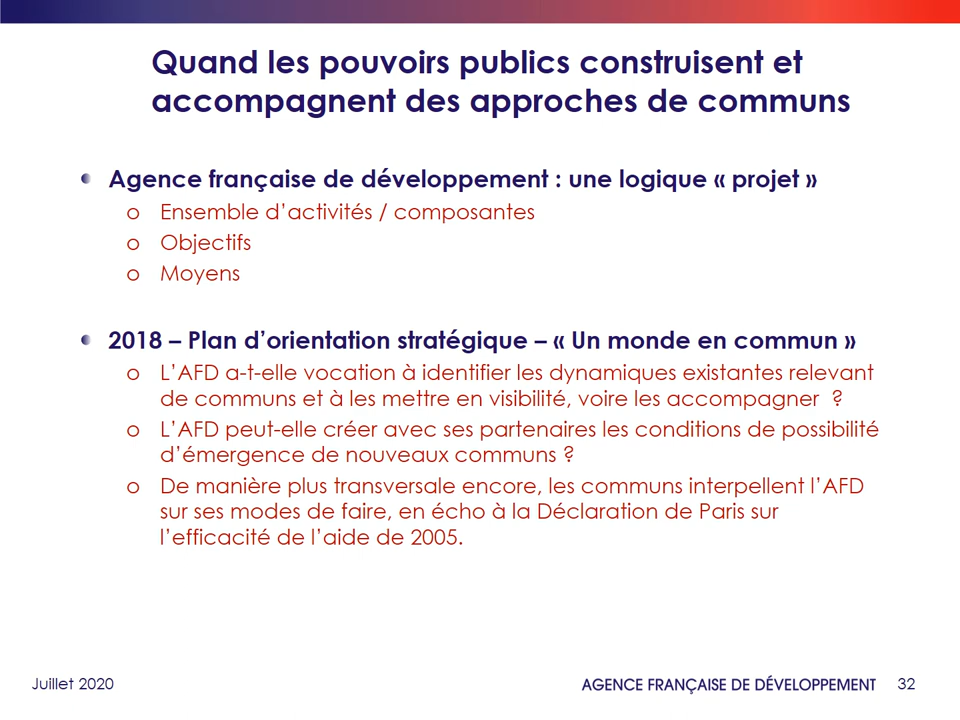 Quand les pouvoirs publics construisent et
accompagnent des approches de communs
Agence française de développement : une logique « projet »
o Ensemble d’activités / composantes
o Objectifs
o Moyens
2018 – Plan d’orientation stratégique – « Un monde en commun »
o L’AFD a-t-elle vocation à identifier les dynamiques existantes relevant
de communs et à les mettre en visibilité, voire les accompagner ?
o L’AFD peut-elle créer avec ses partenaires les conditions de possibilité
d’émergence de nouveaux communs ?
o De manière plus transversale encore, les communs interpellent l’AFD
sur ses modes de faire, en écho à la Déclaration de Paris sur
l’efficacité de l’aide de 2005.
Juillet 2020 AGENCE FRANÇAISE DE DÉVELOPPEMENT 32